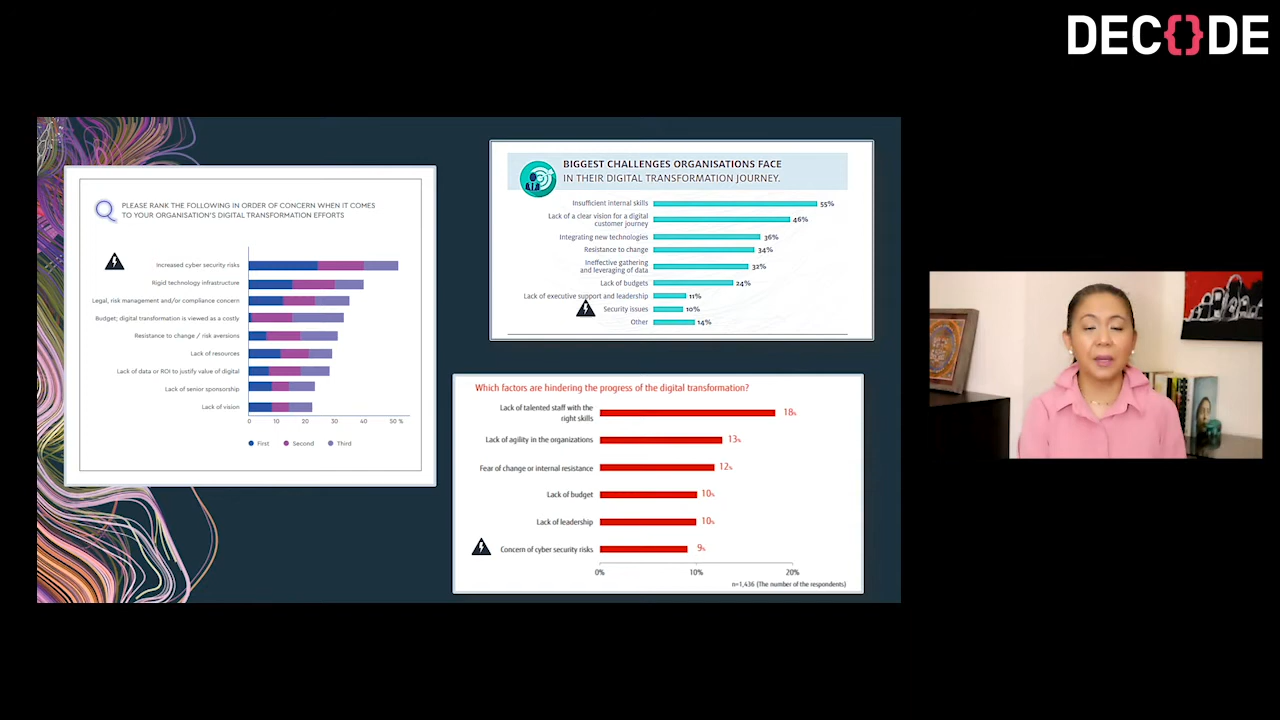 DEC{}DE
PLEASE RANK THE FOLLOWING IN ORDER OF CONCERN WHEN IT COMES
TO YOUR ORGANISATION'S DIGITAL TRANSFORMATION EFFORTS
Increased cyber security risks
Rigid technology infrastructure
Legal, risk management and/or compliance concern
Budget; digital transformation is viewed as a costly
Resistance to change / risk aversions
Lack of resources
Lack of data or ROI to justify value of digital
Lack of senior sponsorship
Lack of vision
0 10 20 30 40 50 %
First Second Third
BIGGEST CHALLENGES ORGANISATIONS FACE
IN THEIR DIGITAL TRANSFORMATION JOURNEY.
Insufficient internal skills 55%
Lack of a clear vision for a digital
customer journey 46%
Integrating new technologies 36%
Resistance to change 34%
Ineffective gathering
and leveraging of data 32%
Lack of budgets 24%
Lack of executive support and leadership 11%
Security issues 10%
Other 14%
Which factors are hindering the progress of the digital transformation?
Lack of talented staff with the
right skills 18%
Lack of agility in the organizations 13%
Fear of change or internal resistance 12%
Lack of budget 10%
Lack of leadership 10%
Concern of cyber security risks 9%
0% 10% 20%
n=1,436 (The number of the respondents)